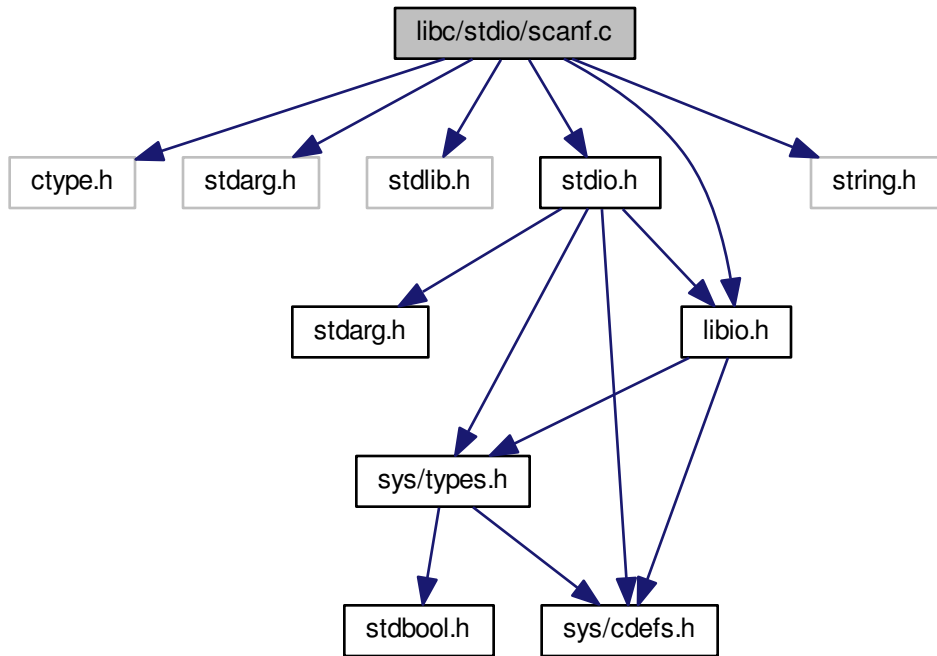 libc/stdio/scanf.c
ctype.h
stdarg.h
stdlib.h
stdio.h
string.h
stdarg.h
libio.h
sys/types.h
stdbool.h
sys/cdefs.h